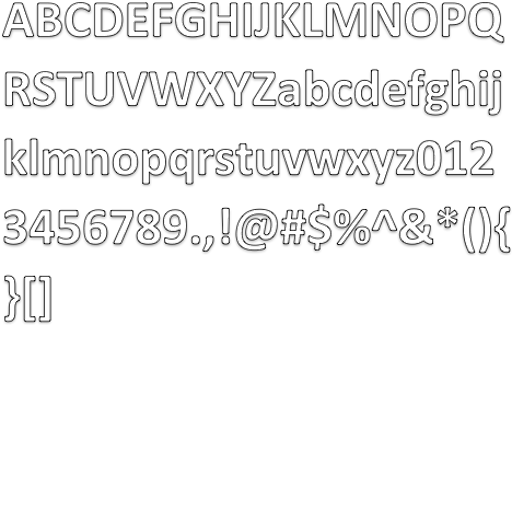 ABCDEFGHIJKLMNOPQ
RSTUVWXYZabcdefghij
klmnopqrstuvwxyz012
3456789.,!@#$%^&*(){
}[]